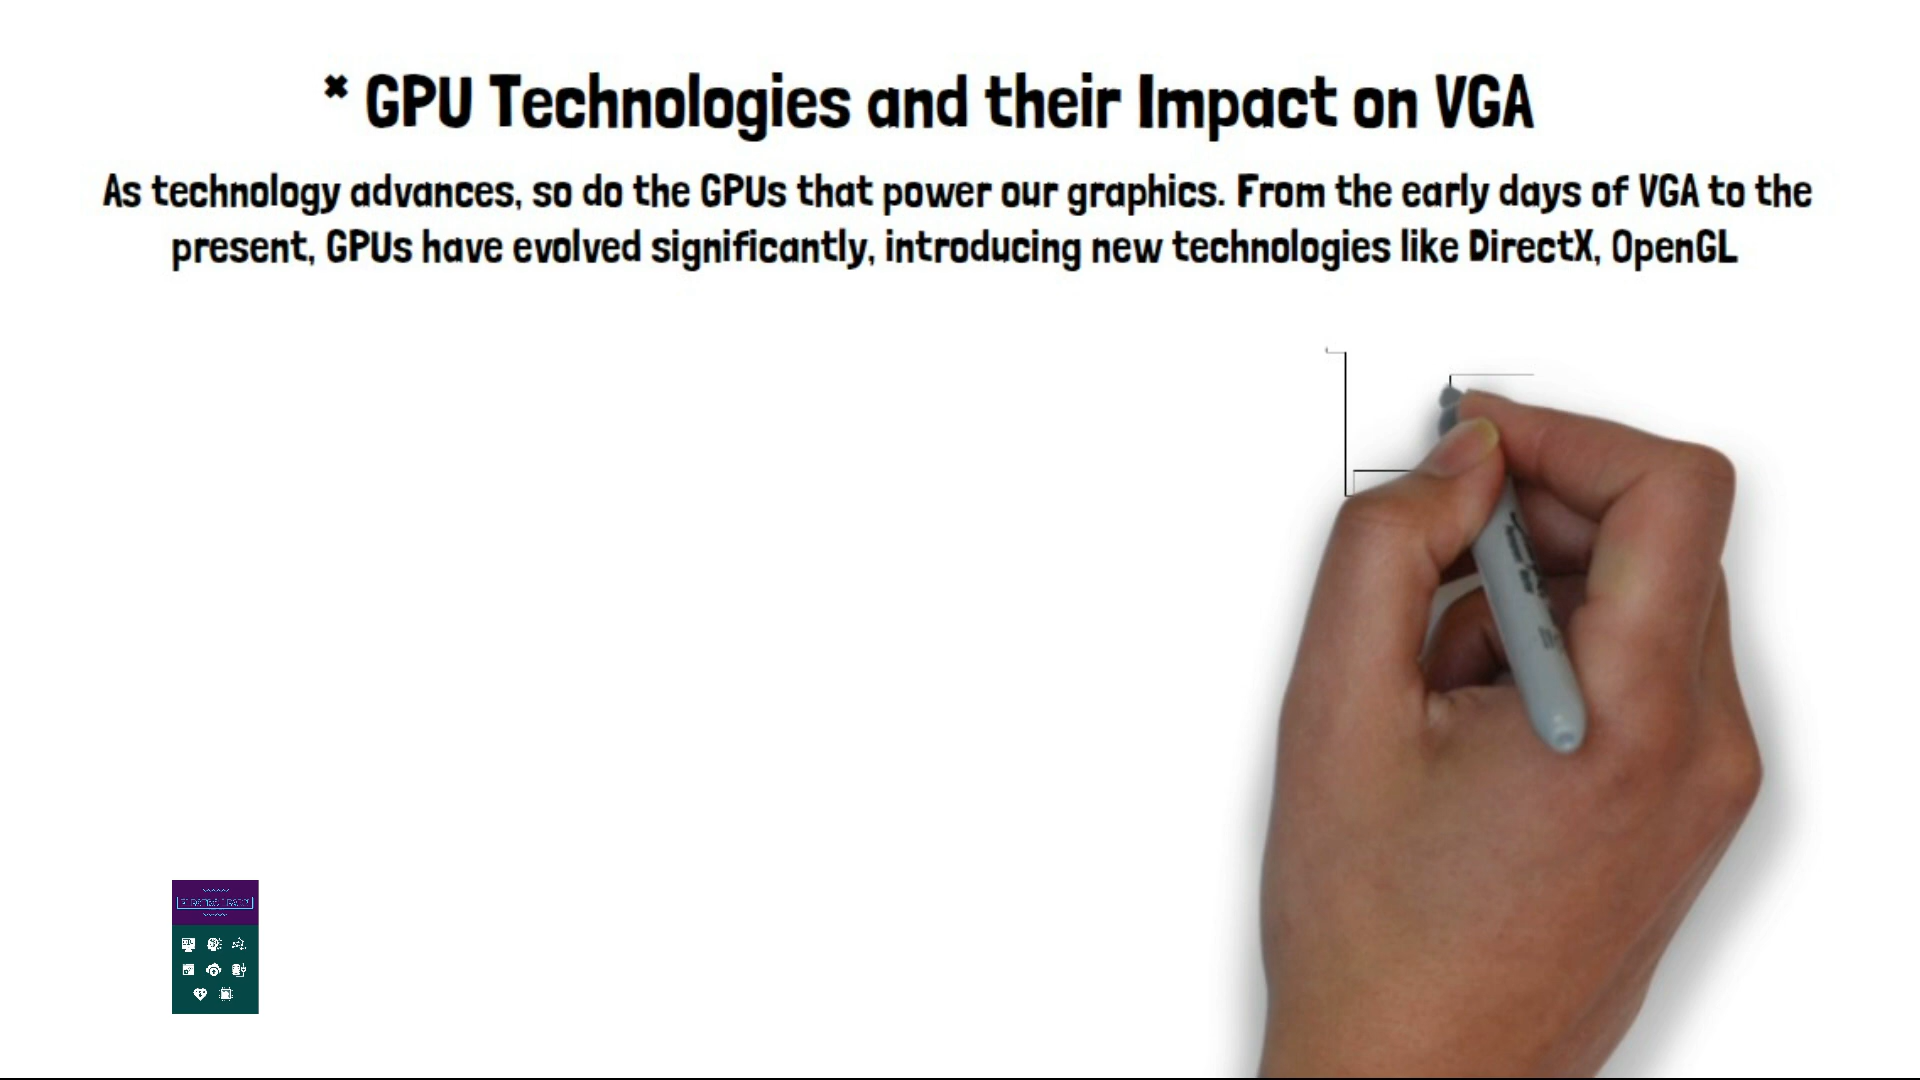 * GPU Technologies and their Impact on VGA
As technology advances, so do the GPUs that power our graphics. From the early days of VGA to the
present, GPUs have evolved significantly, introducing new technologies like DirectX, OpenGL